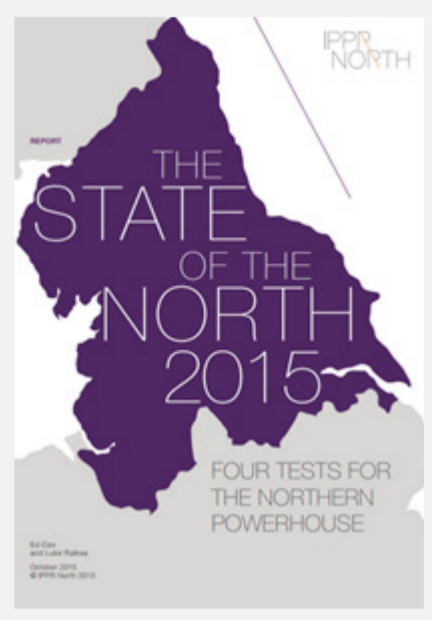 IPPR
NORTH
REPORT
THE
STATE
OF THE
NORTH
2015
FOUR TESTS FOR
THE NORTHERN
POWERHOUSE
Ed Cox
and Luke Raikes
October 2015
© IPPR North 2015